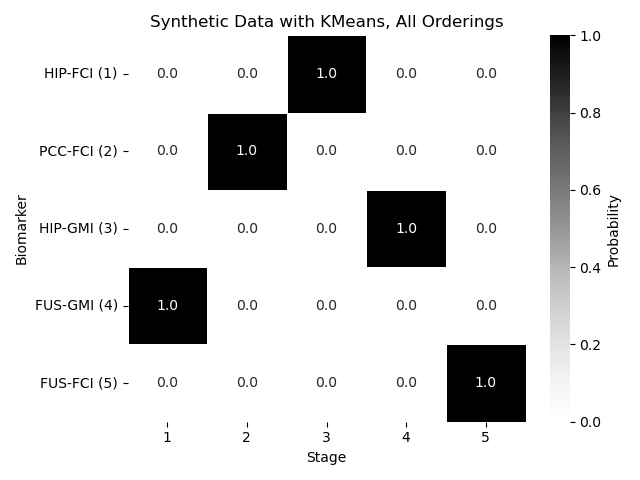 Synthetic Data with KMeans, All Orderings
HIP-FCI (1) 0.0 0.0 1.0 0.0 0.0
PCC-FCI (2) 0.0 1.0 0.0 0.0 0.0
HIP-GMI (3) 0.0 0.0 0.0 1.0 0.0
FUS-GMI (4) 1.0 0.0 0.0 0.0 0.0
FUS-FCI (5) 0.0 0.0 0.0 0.0 1.0
1 2 3 4 5
Stage
Biomarker
1.0
0.8
0.6
0.4
0.2
0.0
Probability